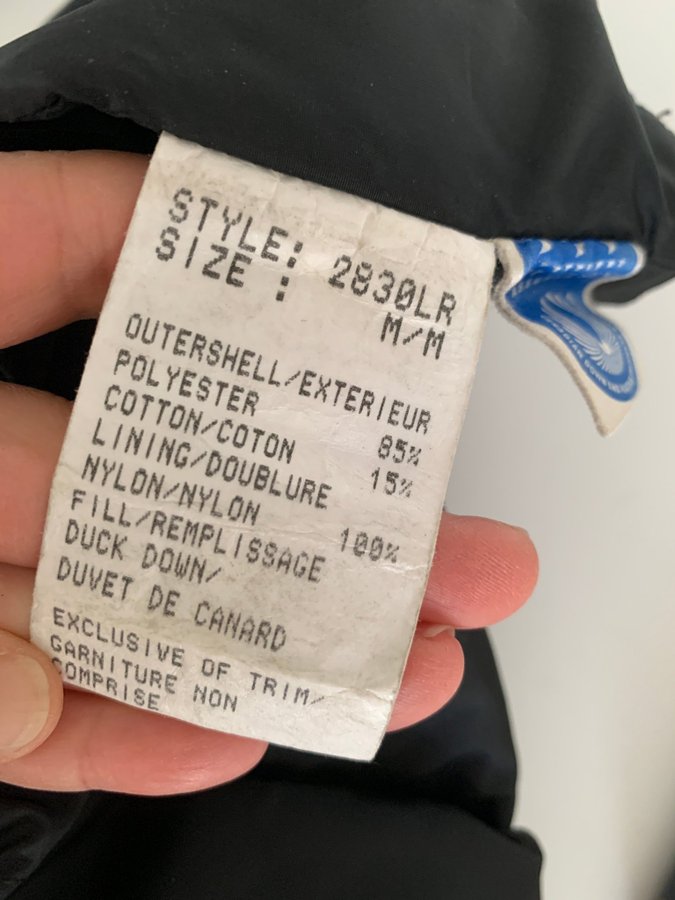 STYLE: 2830LR
SIZE : M/M
OUTERSHELL/EXTERIEUR
POLYESTER 85%
COTTON/COTON 15%
LINING/DOUBLURE
NYLON/NYLON 100%
FILL/REMPLISSAGE
DUCK DOWN/
DUVET DE CANARD
EXCLUSIVE OF TRIM/
GARNITURE NON
COMPRISE